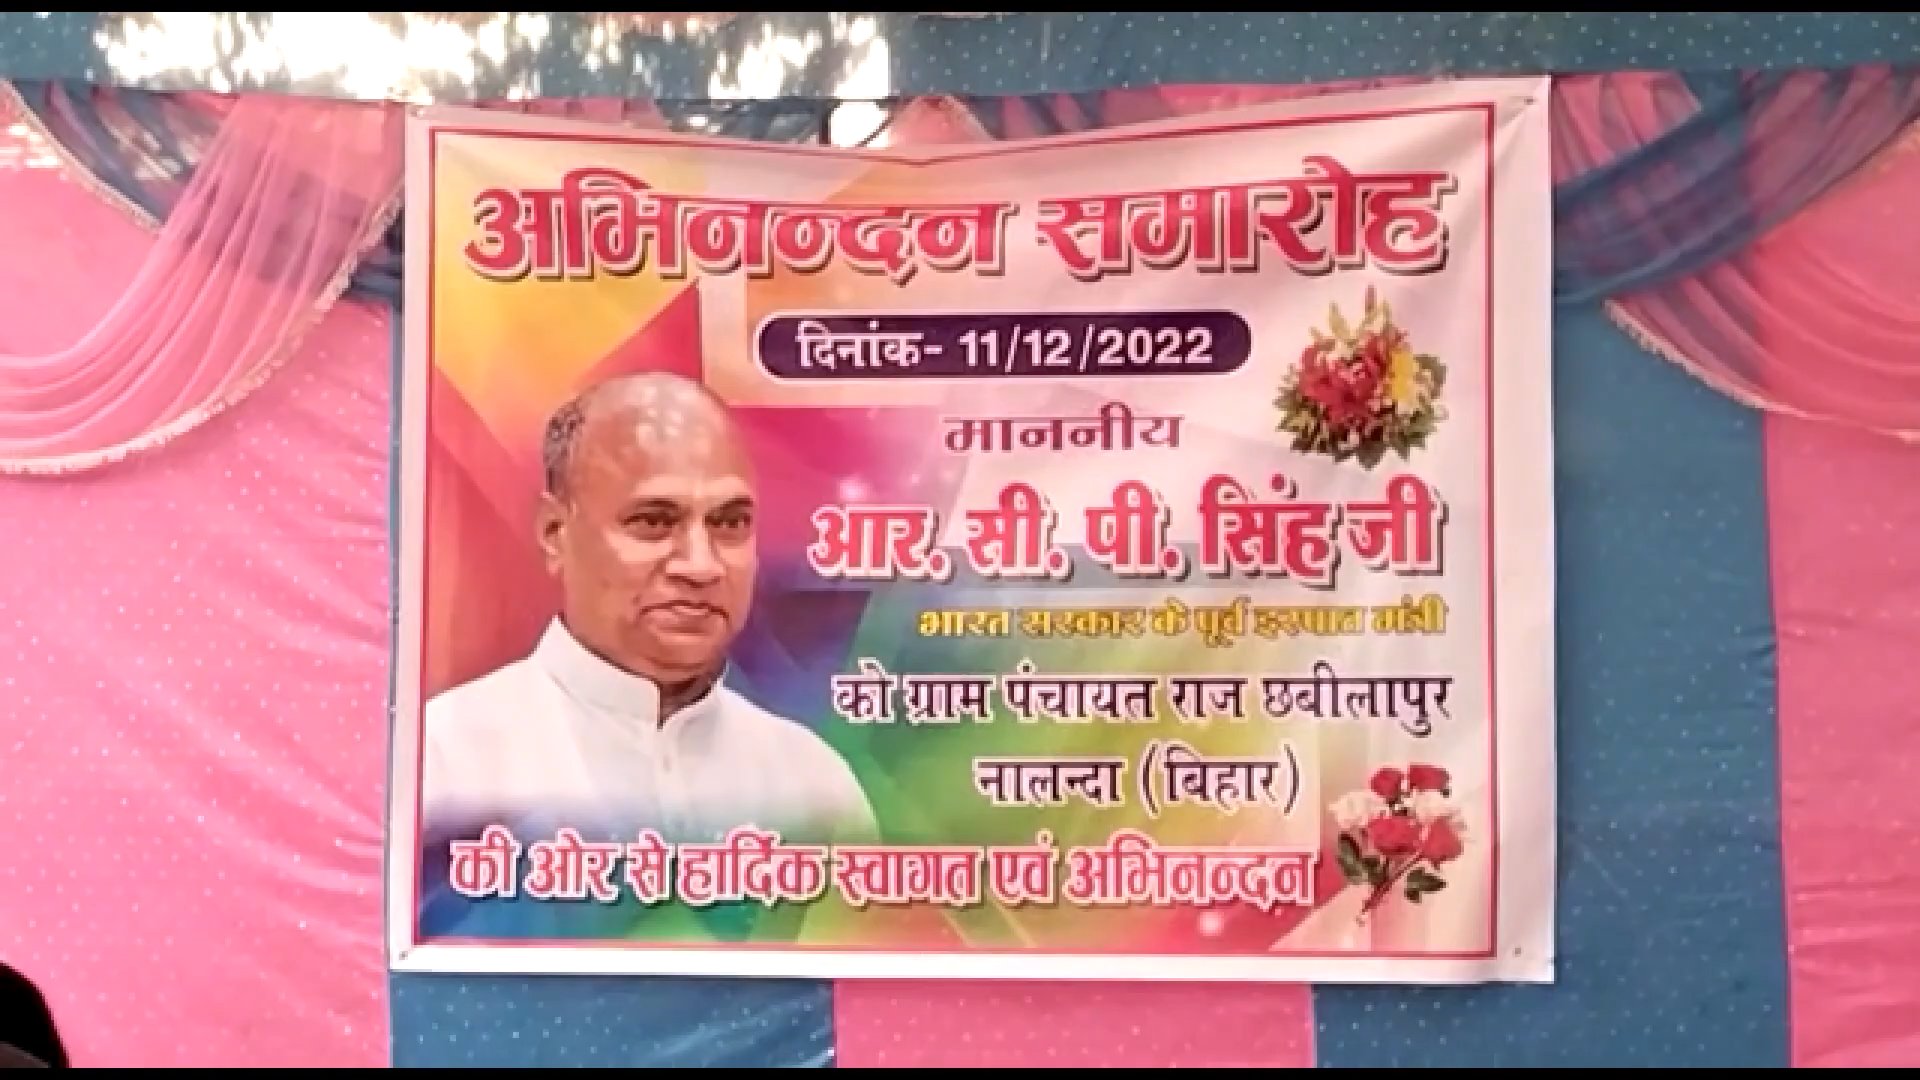 अभिनन्दन समारोह
दिनांक- 11/12/2022
माननीय
आर. सी. पी. सिंह जी
भारत सरकार के पूर्व इस्पात मंत्री
को ग्राम पंचायत राज छबीलापुर
नालन्दा (बिहार)
की ओर से हार्दिक स्वागत एवं अभिनन्दन